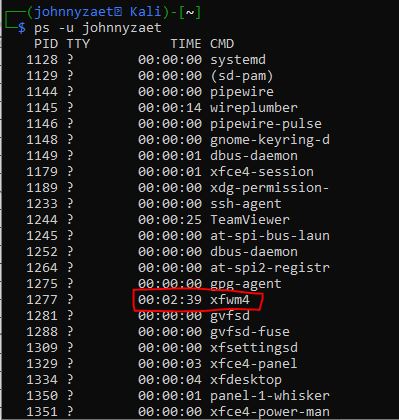 (johnnyzaet Kali)-[~]
$ ps -u johnnyzaet
PID TTY TIME CMD
1128 ? 00:00:00 systemd
1129 ? 00:00:00 (sd-pam)
1144 ? 00:00:00 pipewire
1145 ? 00:00:14 wireplumber
1146 ? 00:00:00 pipewire-pulse
1148 ? 00:00:00 gnome-keyring-d
1149 ? 00:00:01 dbus-daemon
1179 ? 00:00:01 xfce4-session
1189 ? 00:00:00 xdg-permission-
1233 ? 00:00:00 ssh-agent
1244 ? 00:00:25 TeamViewer
1245 ? 00:00:00 at-spi-bus-laun
1252 ? 00:00:00 dbus-daemon
1264 ? 00:00:00 at-spi2-registr
1275 ? 00:00:00 gpg-agent
1277 ? 00:02:39 xfwm4
1281 ? 00:00:00 gvfsd
1288 ? 00:00:00 gvfsd-fuse
1309 ? 00:00:00 xfsettingsd
1329 ? 00:00:03 xfce4-panel
1334 ? 00:00:04 xfdesktop
1350 ? 00:00:01 panel-1-whisker
1351 ? 00:00:00 xfce4-power-man